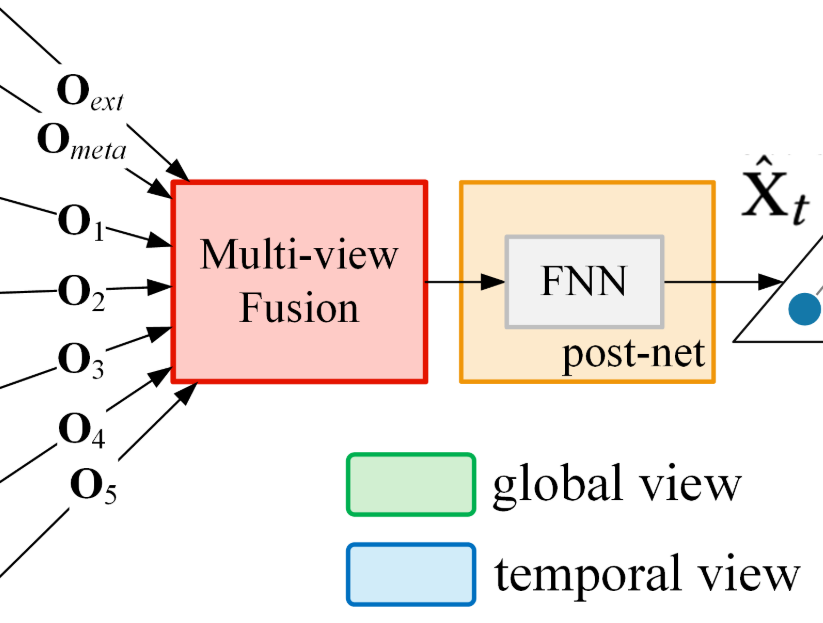 O_ext
O_meta
O_1
O_2
O_3
O_4
O_5
Multi-view
Fusion
FNN
post-net
X̂_t
global view
temporal view